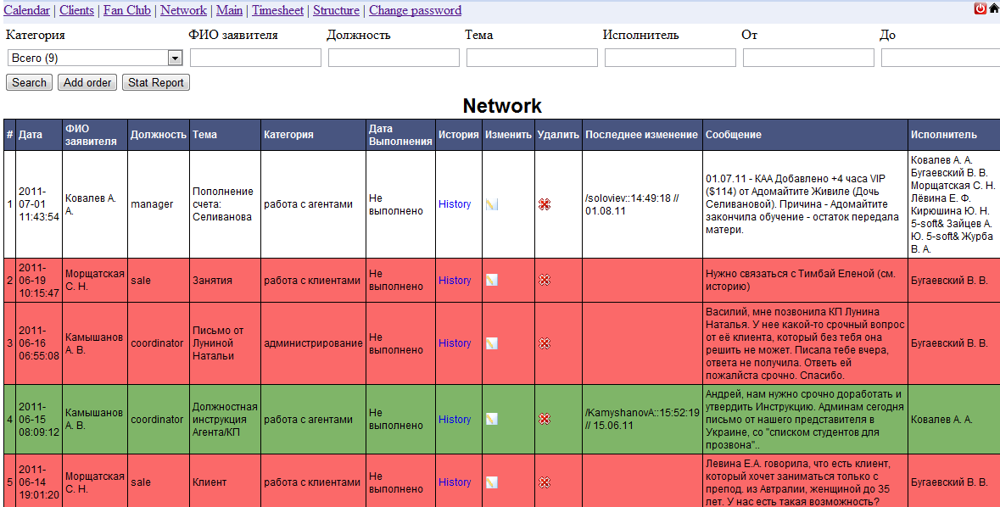 Calendar | Clients | Fan Club | Network | Main | Timesheet | Structure | Change password
Категория ФИО заявителя Должность Тема Исполнитель От До
Всего (9)
Search Add order Stat Report
Network
# Дата ФИО заявителя Должность Тема Категория Дата Выполнения История Изменить Удалить Последнее изменение Сообщение Исполнитель
1
2011-
07-01
11:43:54
Ковалев А.
А.
manager
Пополнение
счета:
Селиванова
работа с агентами
Не
выполнено
History
/soloviev::14:49:18 //
01.08.11
01.07.11 - КАА Добавлено +4 часа VIP
($114) от Адомайтите Живиле (Дочь
Селивановой). Причина - Адомайтите
закончила обучение - остаток передала
матери.
Ковалев А. А.
Бугаевский В. В.
Морщатская С. Н.
Лёвина Е. Ф.
Кирюшина Ю. Н.
5-soft& Зайцев А.
Ю. 5-soft& Журба
В. А.
2
2011-
06-19
10:15:47
Морщатская
С. Н.
sale
Занятия
работа с клиентами
Не
выполнено
History
Нужно связаться с Тимбай Еленой (см.
историю)
Бугаевский В. В.
3
2011-
06-16
06:55:08
Камышанов
А. В.
coordinator
Письмо от
Луниной
Натальи
администрирование
Не
выполнено
History
Василий, мне позвонила КП Лунина
Наталья. У нее какой-то срочный вопрос
от её клиента, который без тебя она
решить не может. Писала тебе вчера,
ответа не получила. Ответь ей
пожалйста срочно. Спасибо.
Бугаевский В. В.
4
2011-
06-15
08:09:12
Камышанов
А. В.
coordinator
Должностная
инструкция
Агента/КП
работа с агентами
Не
выполнено
History
/KamyshanovA::15:52:19
// 15.06.11
Андрей, нам нужно срочно доработать и
утвердить Инструкцию. Админам сегодня
письмо от нашего представителя в
Украине, со "списком студентов для
прозвона"..
Ковалев А. А.
5
2011-
06-14
19:01:20
Морщатская
С. Н.
sale
Клиент
работа с клиентами
Не
выполнено
History
Левина Е.А. говорила, что есть клиент,
который хочет заниматься только с
препод. из Автралии, женщиной до 35
лет. У нас есть такая возможность?
Бугаевский В. В.